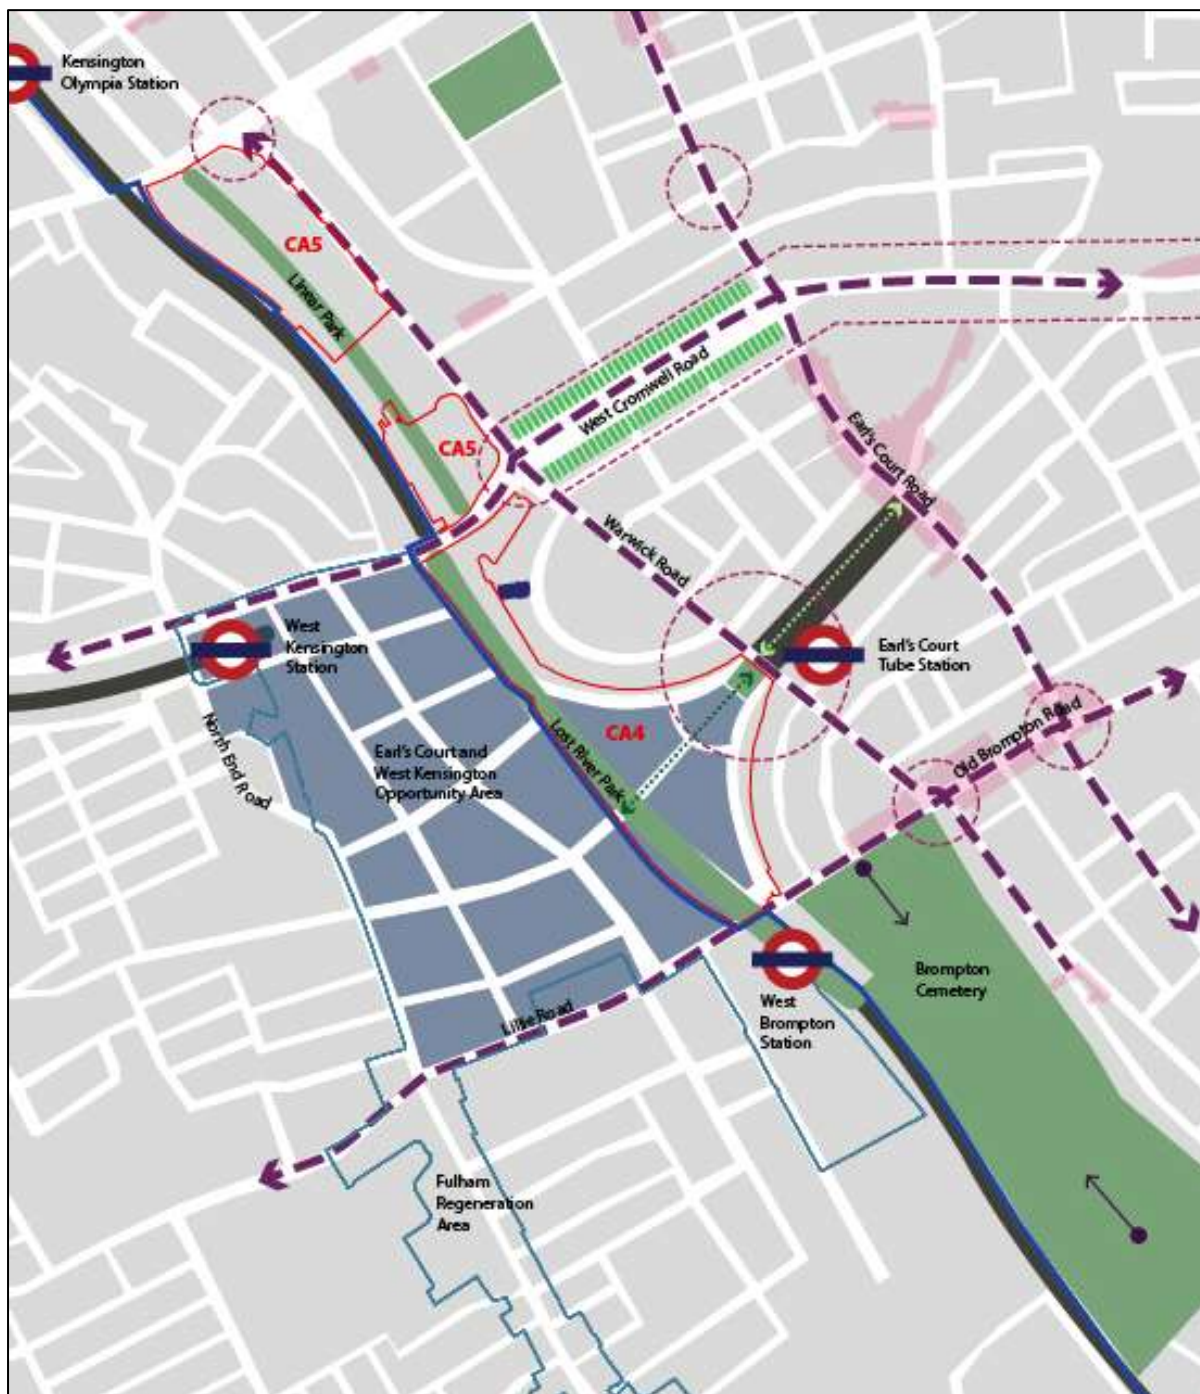 Kensington
Olympia Station
CA5
Linear Park
West Cromwell Road
CA5
Earl's Court Road
Warwick Road
West
Kensington
Station
Earl's Court
Tube Station
North End Road
Earl's Court and
West Kensington
Opportunity Area
Lost River Park
CA4
Old Brompton Road
Brompton
Cemetery
Lillie Road
West
Brompton
Station
Fulham
Regeneration
Area